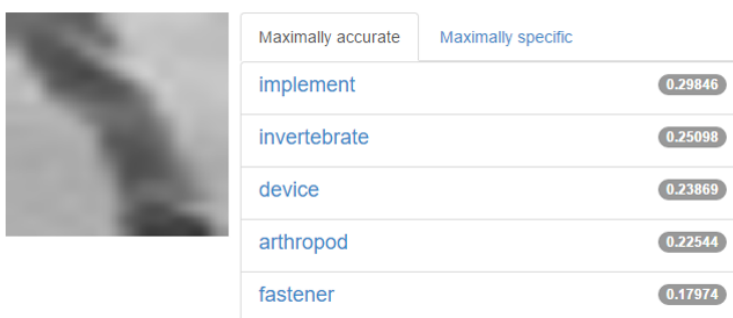 Maximally accurate Maximally specific
implement 0.29846
invertebrate 0.25098
device 0.23869
arthropod 0.22544
fastener 0.17974